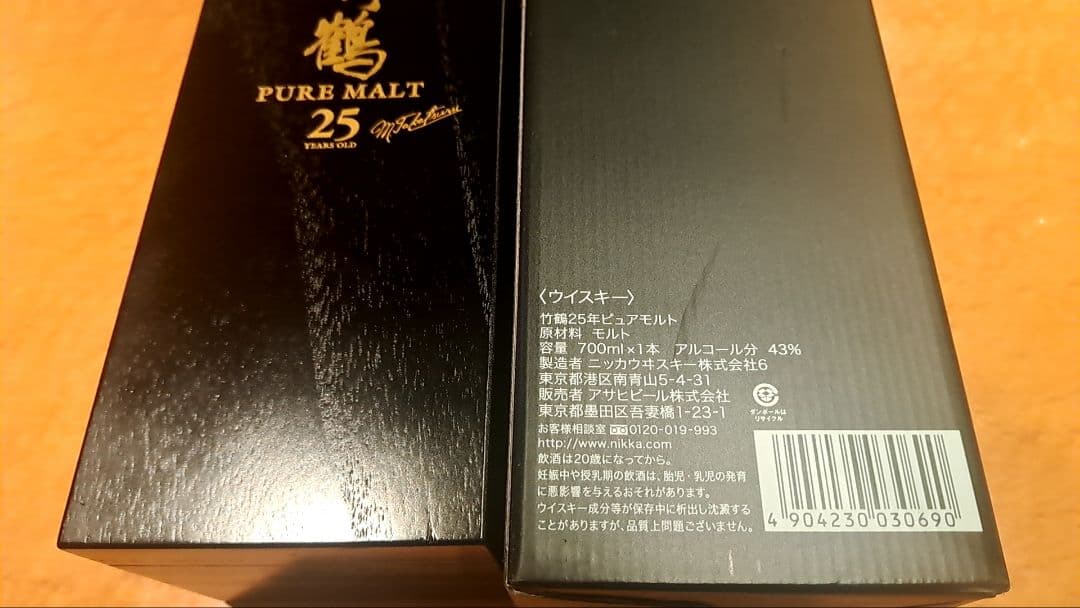 鶴
PURE MALT
25
YEARS OLD
M. Taketsuru
〈ウイスキー〉
竹鶴25年ピュアモルト
原材料 モルト
容量 700ml×1本 アルコール分 43%
製造者 ニッカウヰスキー株式会社6
東京都港区南青山5-4-31
販売者 アサヒビール株式会社
東京都墨田区吾妻橋1-23-1
お客様相談室 0120-019-993
http://www.nikka.com
飲酒は20歳になってから。
妊娠中や授乳期の飲酒は、胎児・乳児の発育
に悪影響を与えるおそれがあります。
ウイスキー成分等が保存中に析出し沈澱する
ことがありますが、品質上問題ございません。
ダンボールは
リサイクル
4 904230 030690